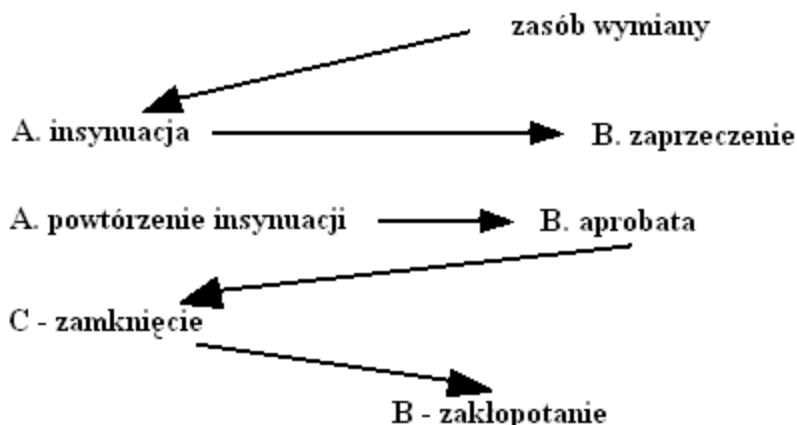 zasób wymiany
A. insynuacja
B. zaprzeczenie
A. powtórzenie insynuacji
B. aprobata
C - zamknięcie
B - zakłopotanie